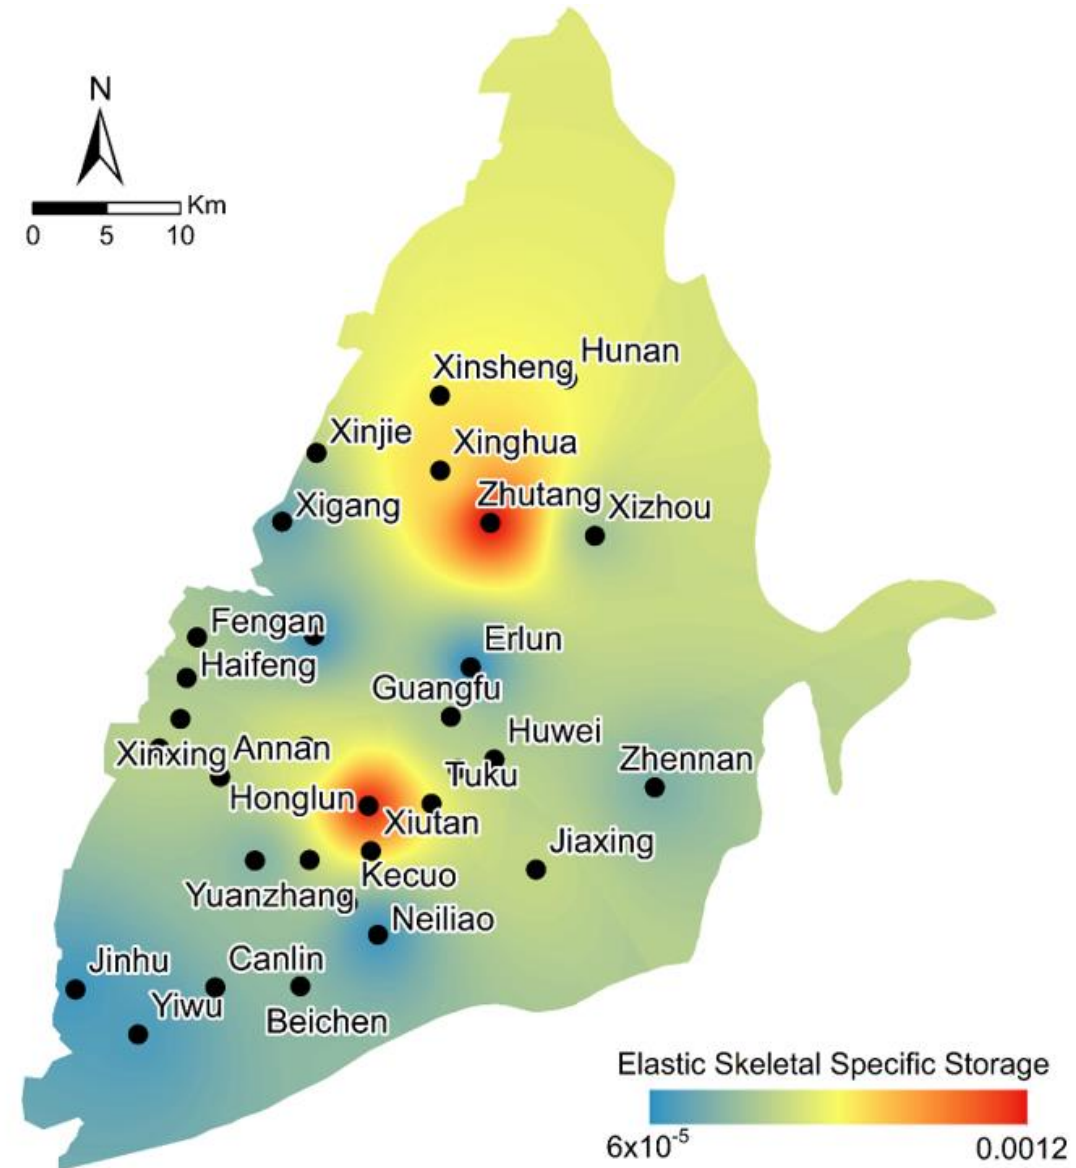 N
Km
0 5 10
Hunan
Xinsheng
Xinjie
Xinghua
Zhutang
Xigang
Xizhou
Fengan
Erlun
Haifeng
Guangfu
Huwei
Xinxing
Annan
Zhennan
Tuku
Honglun
Xiutan
Jiaxing
Kecuo
Yuanzhang
Neiliao
Jinhu
Canlin
Yiwu
Beichen
Elastic Skeletal Specific Storage
6x10⁻⁵ 0.0012